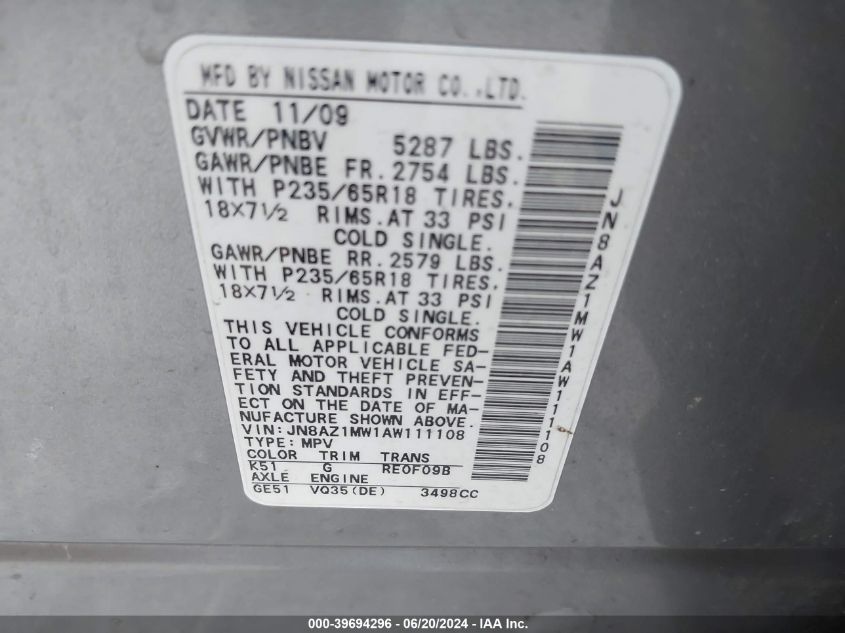 MFD BY NISSAN MOTOR CO.,LTD.
DATE 11/09
GVWR/PNBV 5287 LBS.
GAWR/PNBE FR. 2754 LBS.
WITH P235/65R18 TIRES.
18X7½ RIMS.AT 33 PSI
COLD SINGLE.
GAWR/PNBE RR. 2579 LBS.
WITH P235/65R18 TIRES.
18X7½ RIMS.AT 33 PSI
COLD SINGLE.
THIS VEHICLE CONFORMS
TO ALL APPLICABLE FED-
ERAL MOTOR VEHICLE SA-
FETY AND THEFT PREVEN-
TION STANDARDS IN EFF-
ECT ON THE DATE OF MA-
NUFACTURE SHOWN ABOVE.
VIN:JN8AZ1MW1AW111108
TYPE:MPV
COLOR TRIM TRANS
K51 G RE0F09B
AXLE ENGINE
GE51 VQ35(DE) 3498CC
JN8AZ1MW1AW111108
000-39694296 - 06/20/2024 - IAA Inc.